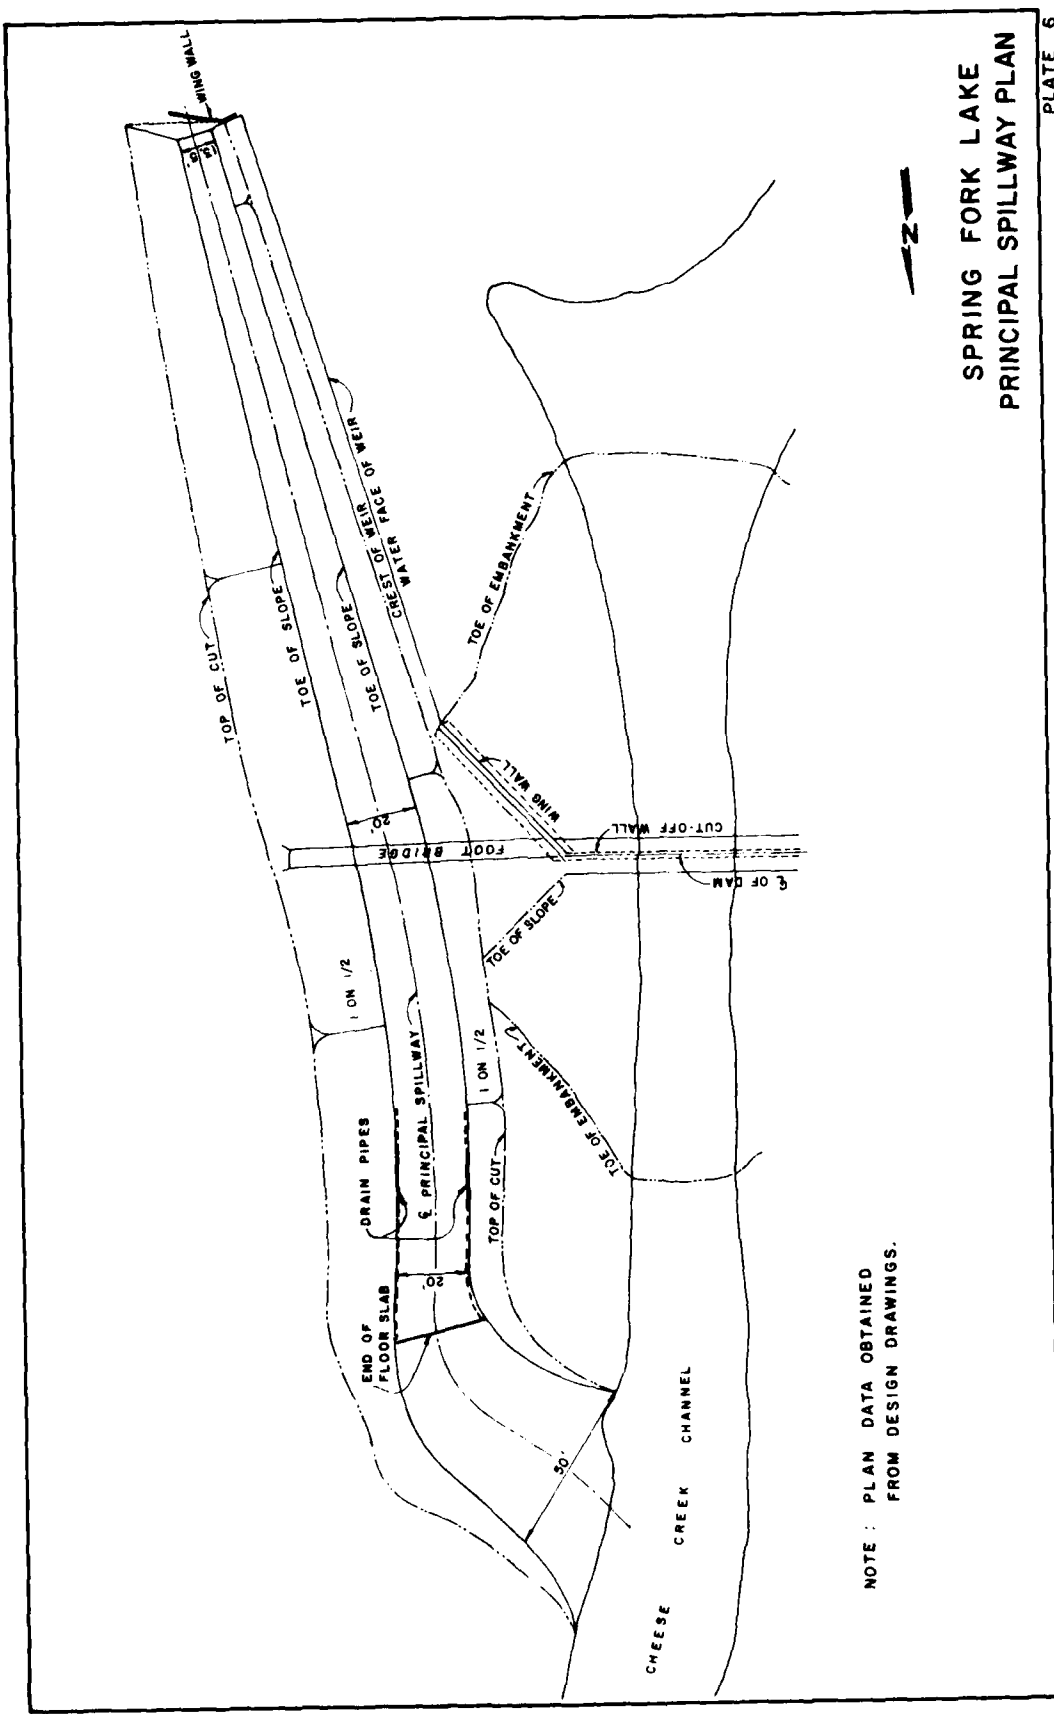 WING WALL
15.6'
TOP OF CUT
TOE OF SLOPE
TOE OF SLOPE
CREST OF WEIR
WATER FACE OF WEIR
TOE OF EMBANKMENT
WING WALL
20'
FOOT BRIDGE
CUT-OFF WALL
℄ OF DAM
TOE OF SLOPE
1 ON 1/2
1 ON 1/2
TOE OF EMBANKMENT
DRAIN PIPES
℄ PRINCIPAL SPILLWAY
TOP OF CUT
20'
END OF
FLOOR SLAB
50'
CHEESE CREEK CHANNEL
N
NOTE : PLAN DATA OBTAINED
FROM DESIGN DRAWINGS.
SPRING FORK LAKE
PRINCIPAL SPILLWAY PLAN
PLATE 6